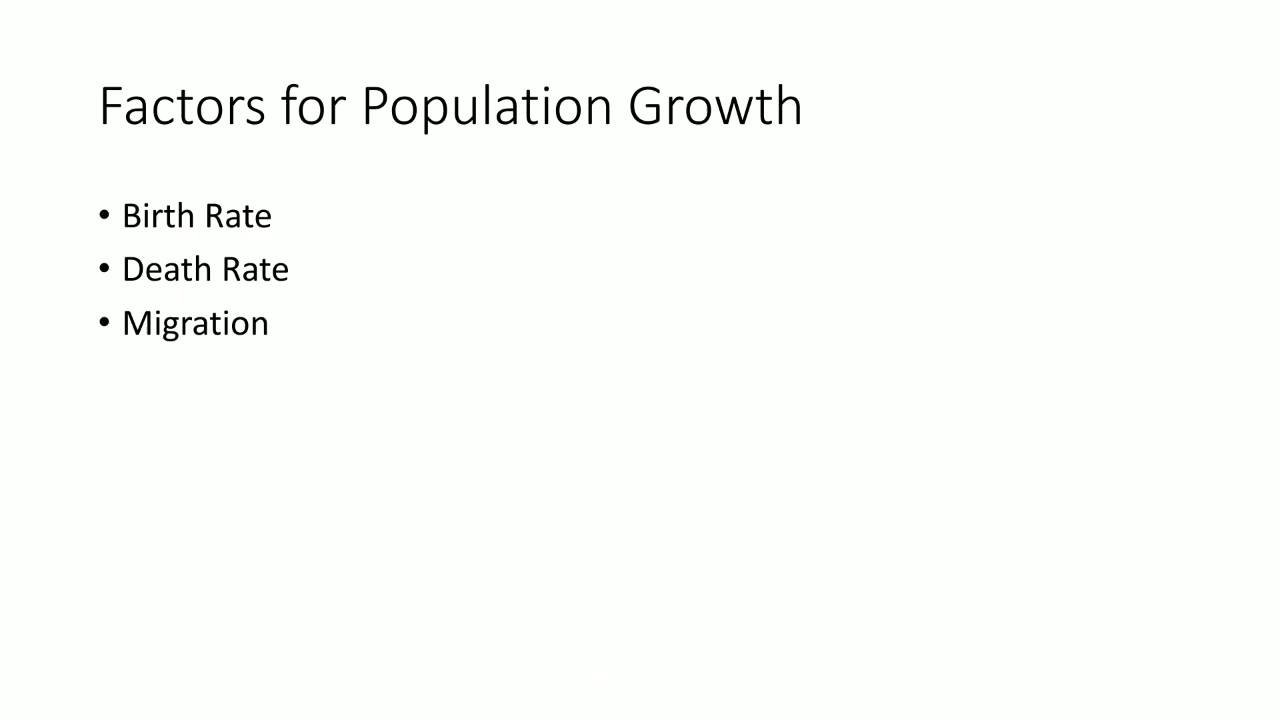 Factors for Population Growth
• Birth Rate
• Death Rate
• Migration